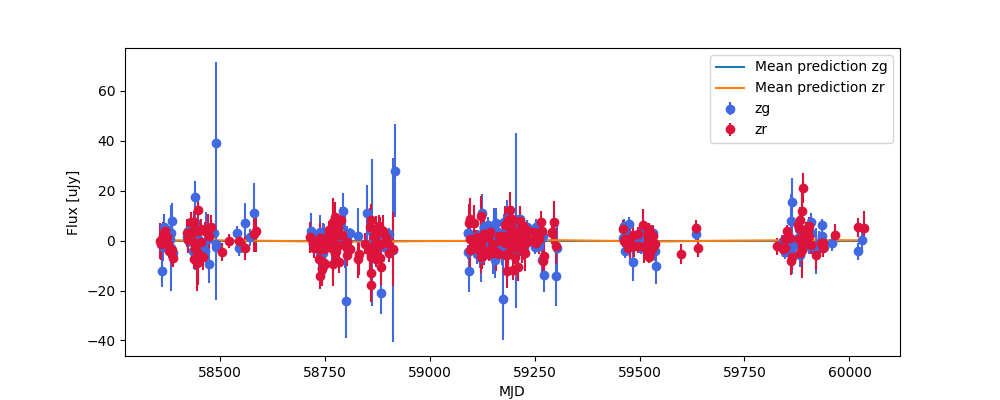 Mean prediction zg
Mean prediction zr
zg
zr
Flux [uJy]
60
40
20
0
−20
−40
58500
58750
59000
59250
59500
59750
60000
MJD